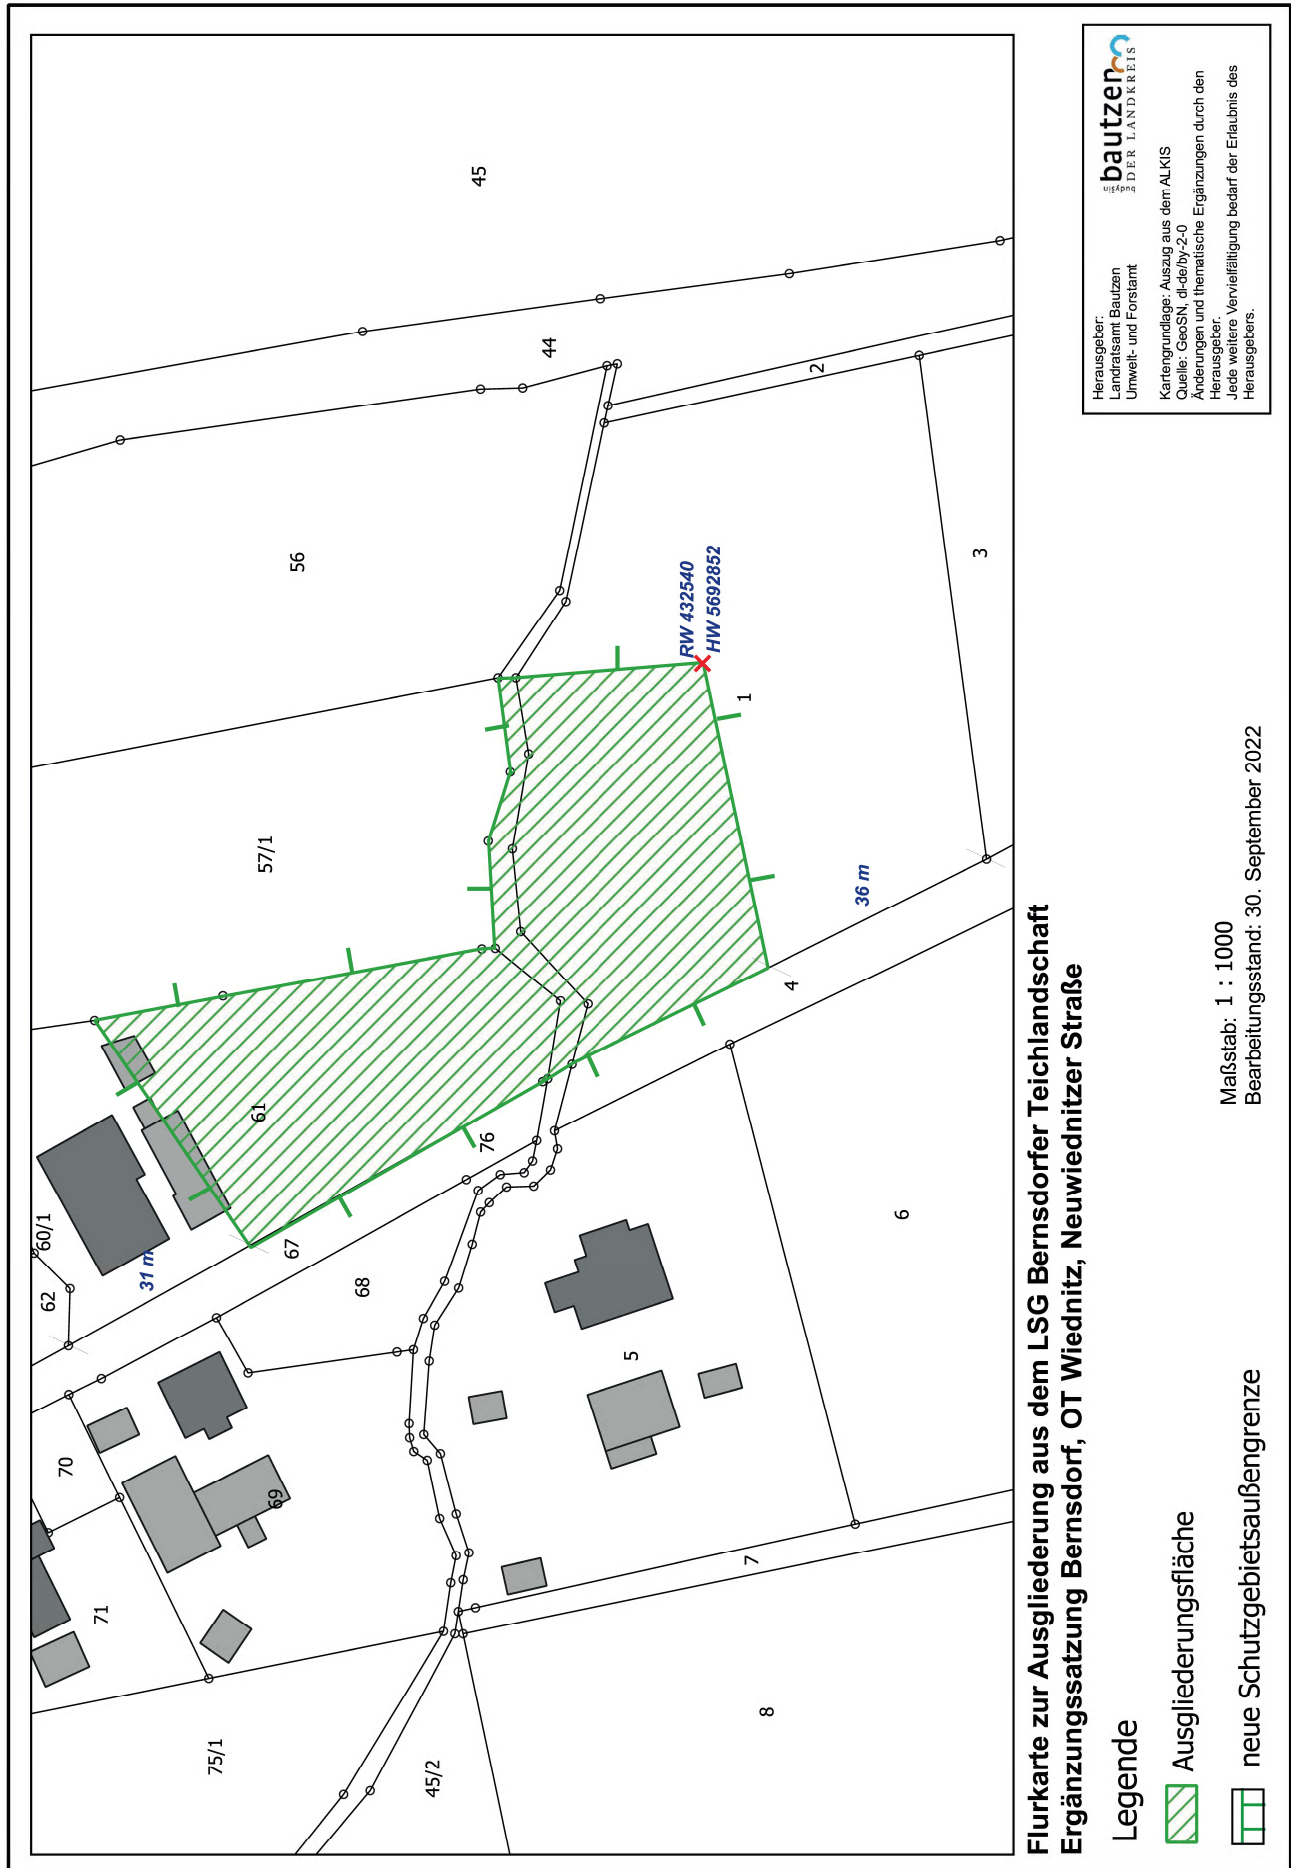 45
44
2
56
3
57/1
RW 432540
HW 5692852
1
36 m
4
61
76
60/1
67
31 m
62
68
6
5
70
69
7
71
75/1
45/2
8
Flurkarte zur Ausgliederung aus dem LSG Bernsdorfer Teichlandschaft
Ergänzungssatzung Bernsdorf, OT Wiednitz, Neuwiednitzer Straße
Legende
Ausgliederungsfläche
neue Schutzgebietsaußengrenze
Maßstab: 1 : 1000
Bearbeitungsstand: 30. September 2022
Herausgeber:
Landratsamt Bautzen
Umwelt- und Forstamt
budyšin
bautzen
DER LANDKREIS
Kartengrundlage: Auszug aus dem ALKIS
Quelle: GeoSN, dl-de/by-2-0
Änderungen und thematische Ergänzungen durch den
Herausgeber.
Jede weitere Vervielfältigung bedarf der Erlaubnis des
Herausgebers.